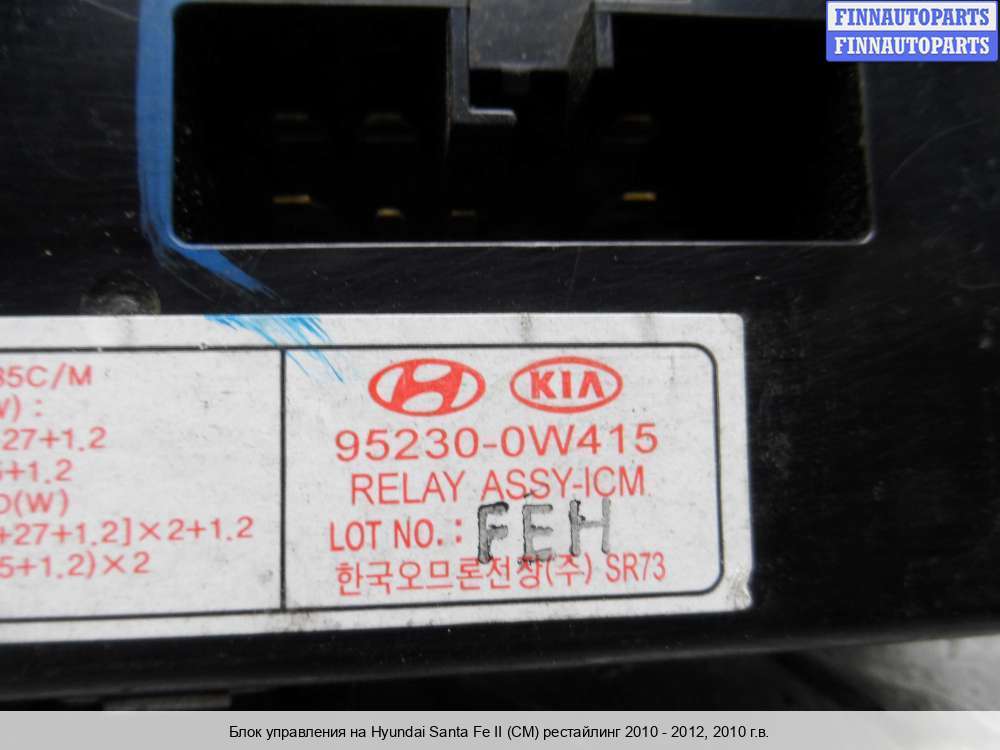 FINNAUTOPARTS
FINNAUTOPARTS
35C/M
27+1.2
+1.2
(W)
+27+1.2]×2+1.2
5+1.2)×2
KIA
95230-0W415
RELAY ASSY-ICM
LOT NO.: FEH
한국오므론전장(주) SR73
Блок управления на Hyundai Santa Fe II (CM) рестайлинг 2010 - 2012, 2010 г.в.